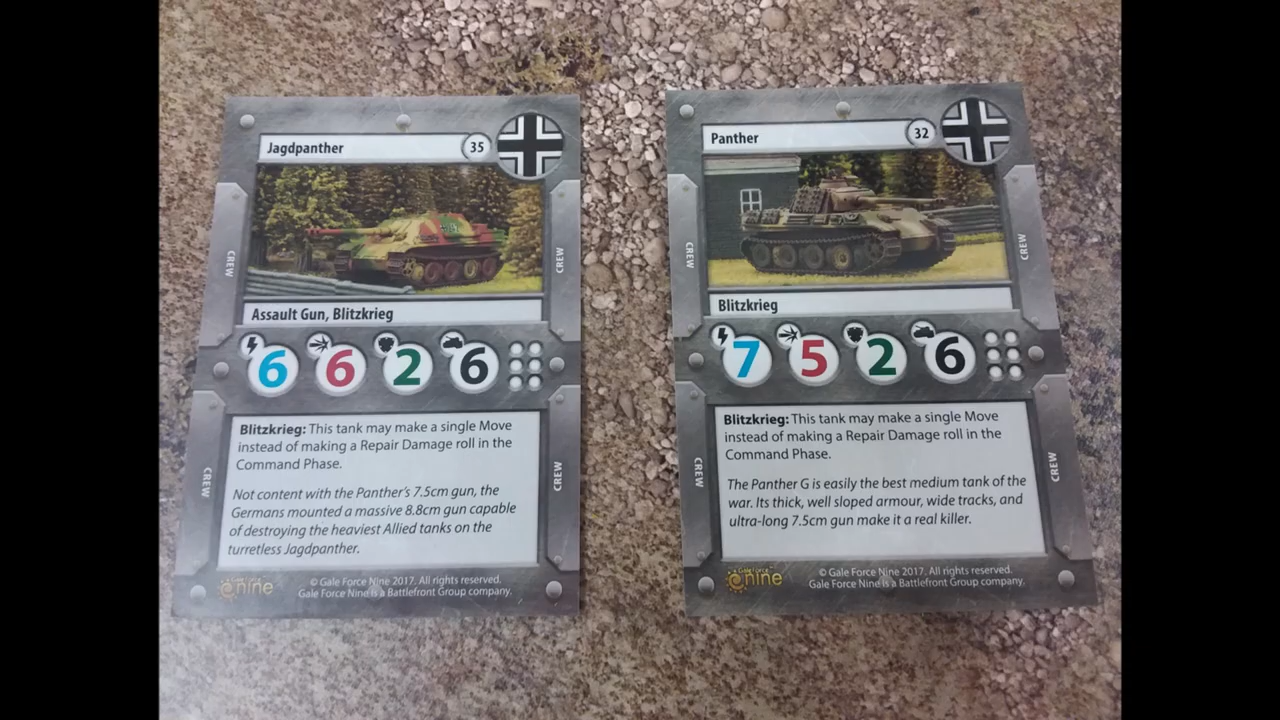 Jagdpanther 35
CREW
CREW
Assault Gun, Blitzkrieg
6 6 2 6
Blitzkrieg: This tank may make a single Move
instead of making a Repair Damage roll in the
Command Phase.
Not content with the Panther's 7.5cm gun, the
Germans mounted a massive 8.8cm gun capable
of destroying the heaviest Allied tanks on the
turretless Jagdpanther.
CREW
CREW
GALE FORCE
nine
© Gale Force Nine 2017. All rights reserved.
Gale Force Nine is a Battlefront Group company.
Panther 32
CREW
CREW
Blitzkrieg
7 5 2 6
Blitzkrieg: This tank may make a single Move
instead of making a Repair Damage roll in the
Command Phase.
The Panther G is easily the best medium tank of the
war. Its thick, well sloped armour, wide tracks, and
ultra-long 7.5cm gun make it a real killer.
CREW
CREW
GALE FORCE
nine
© Gale Force Nine 2017. All rights reserved.
Gale Force Nine is a Battlefront Group company.